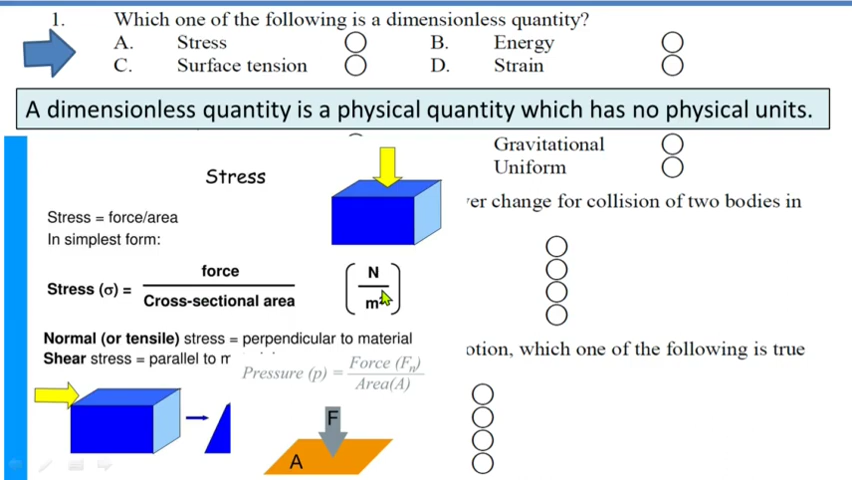 1. Which one of the following is a dimensionless quantity?
A. Stress B. Energy
C. Surface tension D. Strain
A dimensionless quantity is a physical quantity which has no physical units.
Gravitational
Uniform
Stress
change for collision of two bodies in
Stress = force/area
In simplest form:
Stress (σ) = force / Cross-sectional area ( N / m² )
Normal (or tensile) stress = perpendicular to material
Shear stress = parallel to
which one of the following is true
Pressure (p) = Force (Fn) / Area(A)
F
A